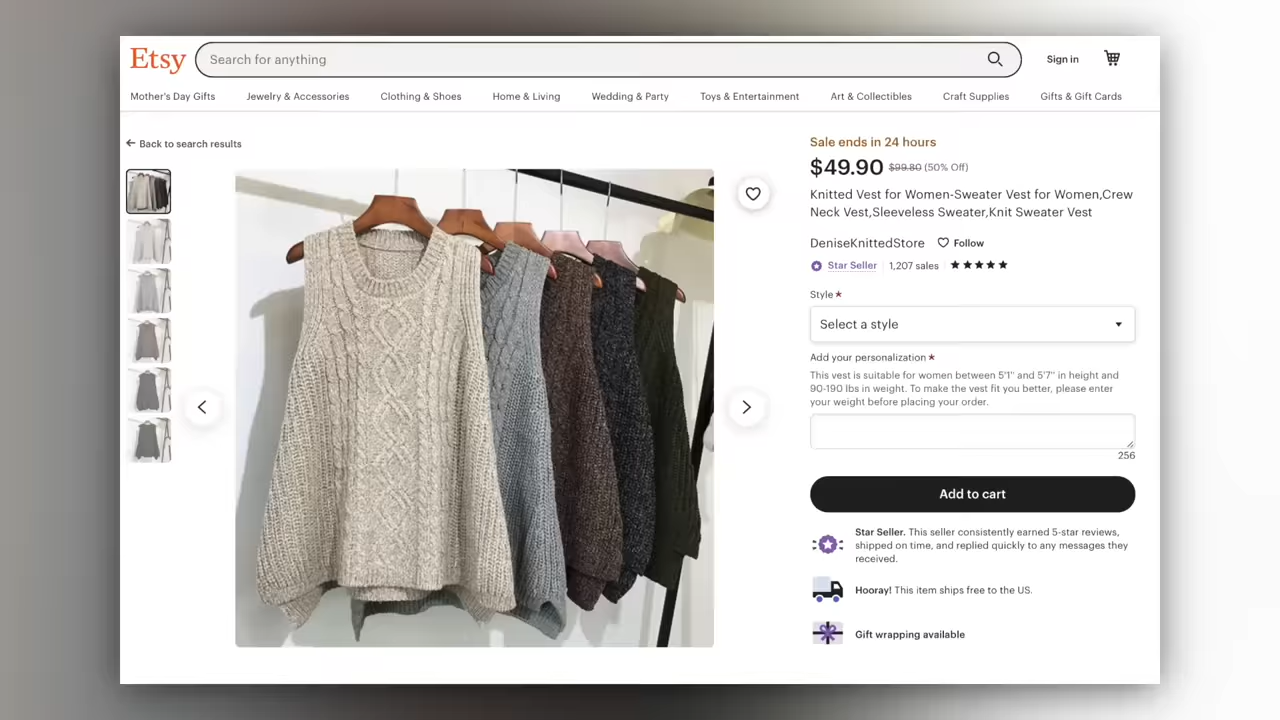 Etsy
Search for anything
Sign in
Mother's Day Gifts
Jewelry & Accessories
Clothing & Shoes
Home & Living
Wedding & Party
Toys & Entertainment
Art & Collectibles
Craft Supplies
Gifts & Gift Cards
Back to search results
Sale ends in 24 hours
$49.90 $99.80 (50% Off)
Knitted Vest for Women-Sweater Vest for Women,Crew
Neck Vest,Sleeveless Sweater,Knit Sweater Vest
DeniseKnittedStore Follow
Star Seller 1,207 sales
Style *
Select a style
Add your personalization *
This vest is suitable for women between 5'1" and 5'7" in height and
90-190 lbs in weight. To make the vest fit you better, please enter
your weight before placing your order.
256
Add to cart
Star Seller. This seller consistently earned 5-star reviews,
shipped on time, and replied quickly to any messages they
received.
Hooray! This item ships free to the US.
Gift wrapping available